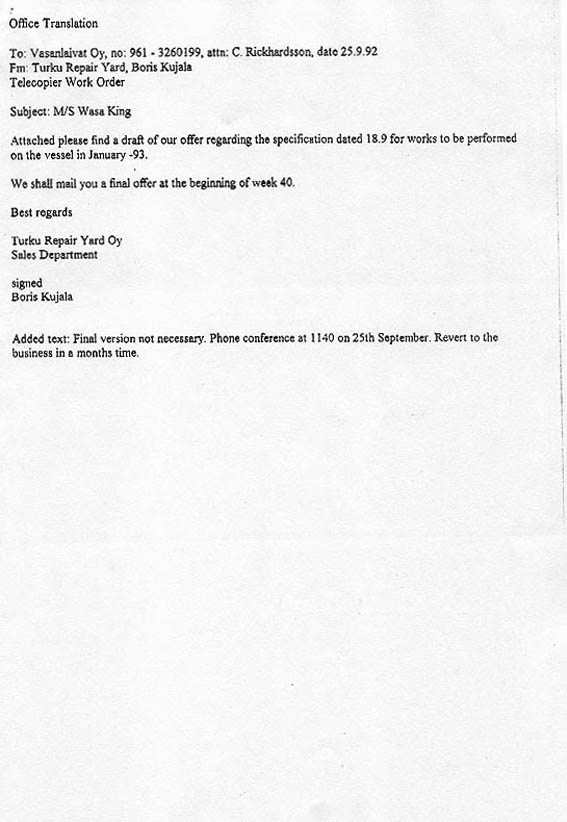 Office Translation
To: Vasanlaivat Oy, no: 961 - 3260199, attn: C. Rickhardsson, date 25.9.92
Fm: Turku Repair Yard, Boris Kujala
Telecopier Work Order
Subject: M/S Wasa King
Attached please find a draft of our offer regarding the specification dated 18.9 for works to be performed
on the vessel in January -93.
We shall mail you a final offer at the beginning of week 40.
Best regards
Turku Repair Yard Oy
Sales Department
signed
Boris Kujala
Added text: Final version not necessary. Phone conference at 1140 on 25th September. Revert to the
business in a months time.